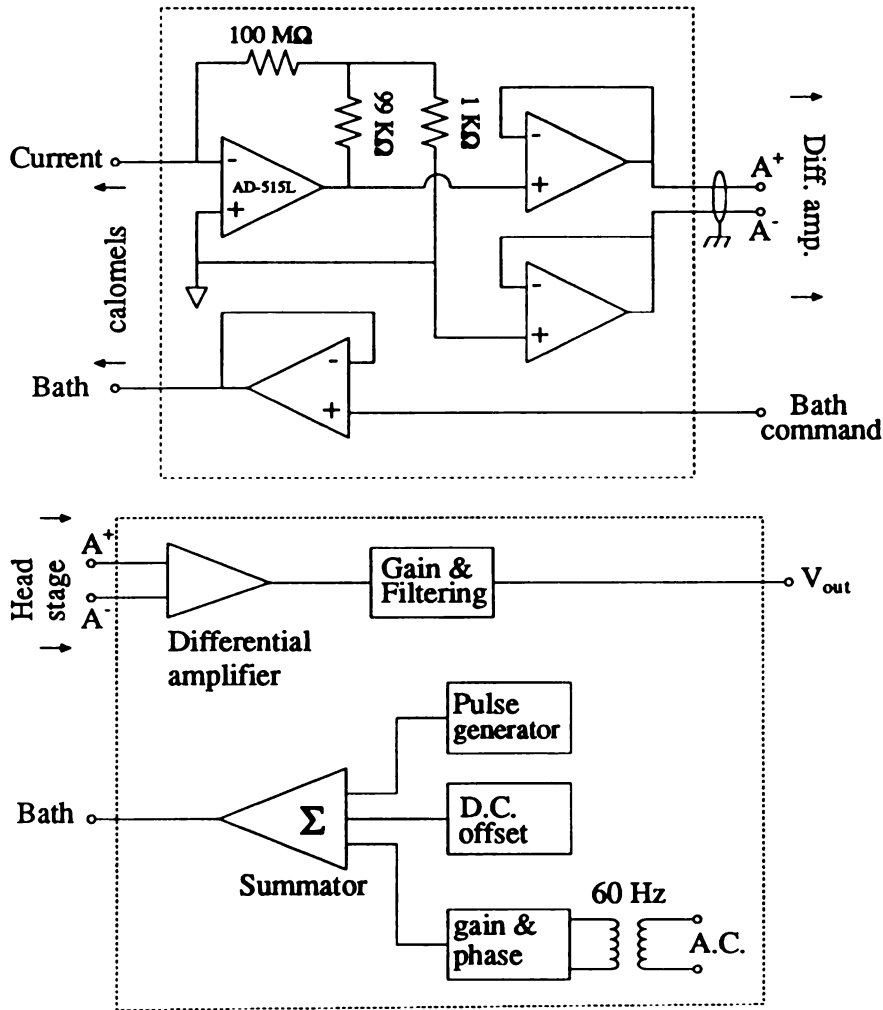 100 MΩ
99 KΩ
1 KΩ
Current
-
AD-515L
+
-
+
A+
A-
Diff. amp.
calomels
-
+
Bath
-
+
Bath
command
Head
stage
A+
A-
Gain &
Filtering
Vout
Differential
amplifier
Pulse
generator
Bath
Σ
D.C.
offset
Summator
60 Hz
gain &
phase
A.C.